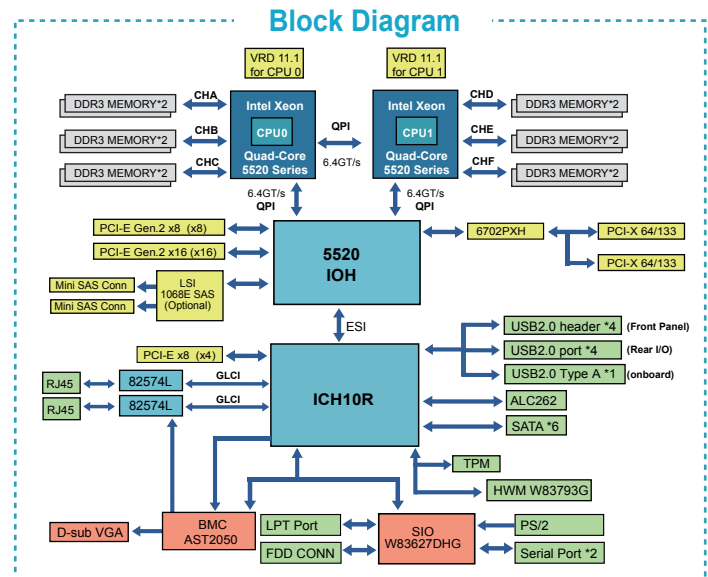 Block Diagram
VRD 11.1
for CPU 0
VRD 11.1
for CPU 1
DDR3 MEMORY*2
CHA
Intel Xeon
Intel Xeon
CHD
DDR3 MEMORY*2
DDR3 MEMORY*2
CHB
CPU0
QPI
CPU1
CHE
DDR3 MEMORY*2
DDR3 MEMORY*2
CHC
Quad-Core
5520 Series
6.4GT/s
Quad-Core
5520 Series
CHF
DDR3 MEMORY*2
6.4GT/s
QPI
6.4GT/s
QPI
PCI-E Gen.2 x8 (x8)
5520
IOH
6702PXH
PCI-X 64/133
PCI-E Gen.2 x16 (x16)
PCI-X 64/133
Mini SAS Conn
Mini SAS Conn
LSI
1068E SAS
(Optional)
ESI
USB2.0 header *4 (Front Panel)
PCI-E x8 (x4)
USB2.0 port *4 (Rear I/O)
USB2.0 Type A *1 (onboard)
RJ45
82574L
GLCI
ICH10R
RJ45
82574L
GLCI
ALC262
SATA *6
TPM
HWM W83793G
D-sub VGA
BMC
AST2050
LPT Port
FDD CONN
SIO
W83627DHG
PS/2
Serial Port *2